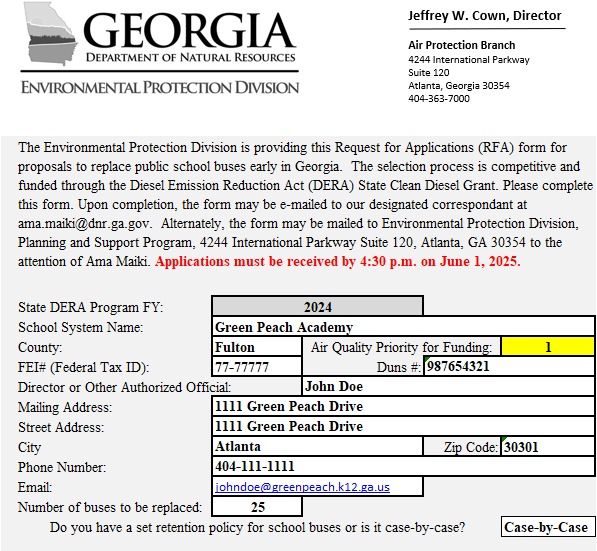 GEORGIA
DEPARTMENT OF NATURAL RESOURCES
ENVIRONMENTAL PROTECTION DIVISION
Jeffrey W. Cown, Director
Air Protection Branch
4244 International Parkway
Suite 120
Atlanta, Georgia 30354
404-363-7000
The Environmental Protection Division is providing this Request for Applications (RFA) form for
proposals to replace public school buses early in Georgia.  The selection process is competitive and
funded through the Diesel Emission Reduction Act (DERA) State Clean Diesel Grant. Please complete
this form. Upon completion, the form may be e-mailed to our designated correspondent at
ama.maiki@dnr.ga.gov.  Alternately, the form may be mailed to Environmental Protection Division,
Planning and Support Program, 4244 International Parkway Suite 120, Atlanta, GA 30354 to the
attention of Ama Maiki. Applications must be received by 4:30 p.m. on June 1, 2025.
State DERA Program FY: 2024
School System Name: Green Peach Academy
County: Fulton Air Quality Priority for Funding: 1
FEI# (Federal Tax ID): 77-77777 Duns #: 987654321
Director or Other Authorized Official: John Doe
Mailing Address: 1111 Green Peach Drive
Street Address: 1111 Green Peach Drive
City Atlanta Zip Code: 30301
Phone Number: 404-111-1111
Email: johndoe@greenpeach.k12.ga.us
Number of buses to be replaced: 25
Do you have a set retention policy for school buses or is it case-by-case? Case-by-Case